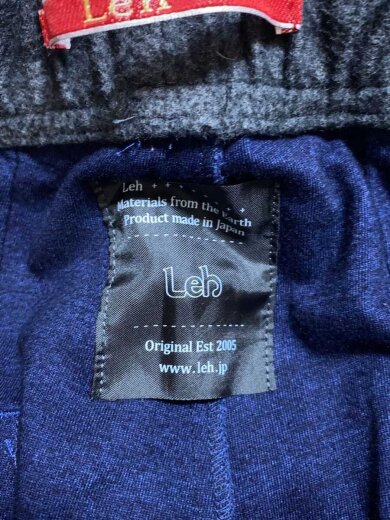 Leh
Leh
Materials from the Earth
Product made in Japan
Leh
Original Est 2005
www.leh.jp